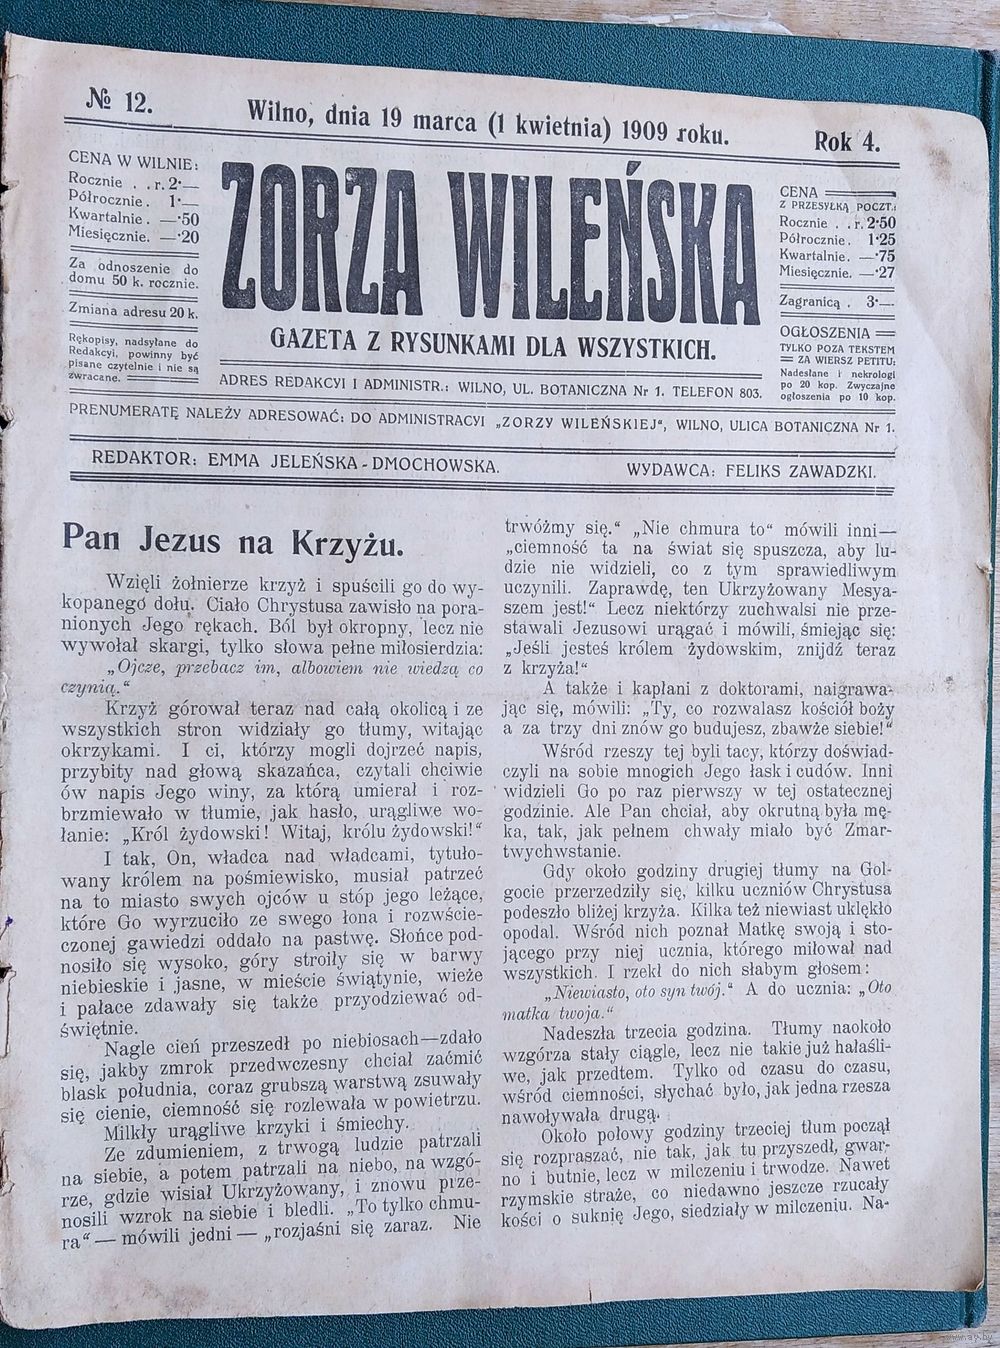 № 12.
Wilno, dnia 19 marca (1 kwietnia) 1909 roku.
Rok 4.
CENA W WILNIE:
Rocznie . . r. 2·—
Półrocznie . 1·—
Kwartalnie . —·50
Miesięcznie. —·20
Za odnoszenie do
domu 50 k. rocznie.
Zmiana adresu 20 k.
Rękopisy, nadsyłane do
Redakcyi, powinny być
pisane czytelnie i nie są
zwracane.
ZORZA WILEŃSKA
GAZETA Z RYSUNKAMI DLA WSZYSTKICH.
ADRES REDAKCYI I ADMINISTR.: WILNO, UL. BOTANICZNA Nr 1. TELEFON 803.
CENA
Z PRZESYŁKĄ POCZT.:
Rocznie . . r. 2·50
Półrocznie. 1·25
Kwartalnie. —·75
Miesięcznie. —·27
Zagranicą . 3·—
OGŁOSZENIA
TYLKO POZA TEKSTEM
ZA WIERSZ PETITU:
Nadesłane i nekrologi
po 20 kop. Zwyczajne
ogłoszenia po 10 kop.
PRENUMERATĘ NALEŻY ADRESOWAĆ: DO ADMINISTRACYI „ZORZY WILEŃSKIEJ“, WILNO, ULICA BOTANICZNA Nr 1.
REDAKTOR: EMMA JELEŃSKA-DMOCHOWSKA.
WYDAWCA: FELIKS ZAWADZKI.
Pan Jezus na Krzyżu.
Wzięli żołnierze krzyż i spuścili go do wy-
kopanego dołu. Ciało Chrystusa zawisło na pora-
nionych Jego rękach. Ból był okropny, lecz nie
wywołał skargi, tylko słowa pełne miłosierdzia:
„Ojcze, przebacz im, albowiem nie wiedzą co
czynią.“
Krzyż górował teraz nad całą okolicą i ze
wszystkich stron widziały go tłumy, witając
okrzykami. I ci, którzy mogli dojrzeć napis,
przybity nad głową skazańca, czytali chciwie
ów napis Jego winy, za którą umierał i roz-
brzmiewało w tłumie, jak hasło, urągliwe wo-
łanie: „Król żydowski! Witaj, królu żydowski!“
I tak, On, władca nad władcami, tytuło-
wany królem na pośmiewisko, musiał patrzeć
na to miasto swych ojców u stóp jego leżące,
które Go wyrzuciło ze swego łona i rozwście-
czonej gawiedzi oddało na pastwę. Słońce pod-
nosiło się wysoko, góry stroiły się w barwy
niebieskie i jasne, w mieście świątynie, wieże
i pałace zdawały się także przyodziewać od-
świętnie.
Nagle cień przeszedł po niebiosach—zdało
się, jakby zmrok przedwczesny chciał zaćmić
blask południa, coraz grubszą warstwą zsuwały
się cienie, ciemność się rozlewała w powietrzu.
Milkły urągliwe krzyki i śmiechy.
Ze zdumieniem, z trwogą ludzie patrzali
na siebie, a potem patrzali na niebo, na wzgó-
rze, gdzie wisiał Ukrzyżowany, i znowu prze-
nosili wzrok na siebie i bledli. „To tylko chmu-
ra“ — mówili jedni — „rozjaśni się zaraz. Nie
trwóżmy się.“ „Nie chmura to“ mówili inni—
„ciemność ta na świat się spuszcza, aby lu-
dzie nie widzieli, co z tym sprawiedliwym
uczynili. Zaprawdę, ten Ukrzyżowany Mesya-
szem jest!“ Lecz niektórzy zuchwalsi nie prze-
stawali Jezusowi urągać i mówili, śmiejąc się:
„Jeśli jesteś królem żydowskim, znijdź teraz
z krzyża!“
A także i kapłani z doktorami, naigrawa-
jąc się, mówili: „Ty, co rozwalasz kościół boży
a za trzy dni znów go budujesz, zbawże siebie!“
Wśród rzeszy tej byli tacy, którzy doświad-
czyli na sobie mnogich Jego łask i cudów. Inni
widzieli Go po raz pierwszy w tej ostatecznej
godzinie. Ale Pan chciał, aby okrutną była mę-
ka, tak, jak pełnem chwały miało być Zmar-
twychwstanie.
Gdy około godziny drugiej tłumy na Gol-
gocie przerzedziły się, kilku uczniów Chrystusa
podeszło bliżej krzyża. Kilka też niewiast uklękło
opodal. Wśród nich poznał Matkę swoją i sto-
jącego przy niej ucznia, którego miłował nad
wszystkich. I rzekł do nich słabym głosem:
„Niewiasto, oto syn twój.“ A do ucznia: „Oto
matka twoja.“
Nadeszła trzecia godzina. Tłumy naokoło
wzgórza stały ciągle, lecz nie takie już hałaśli-
we, jak przedtem. Tylko od czasu do czasu,
wśród ciemności, słychać było, jak jedna rzesza
nawoływała drugą.
Około połowy godziny trzeciej tłum począł
się rozpraszać, nie tak, jak tu przyszedł, gwar-
no i butnie, lecz w milczeniu i trwodze. Nawet
rzymskie straże, co niedawno jeszcze rzucały
kości o suknię Jego, siedziały w milczeniu. Na-
www.ay.by